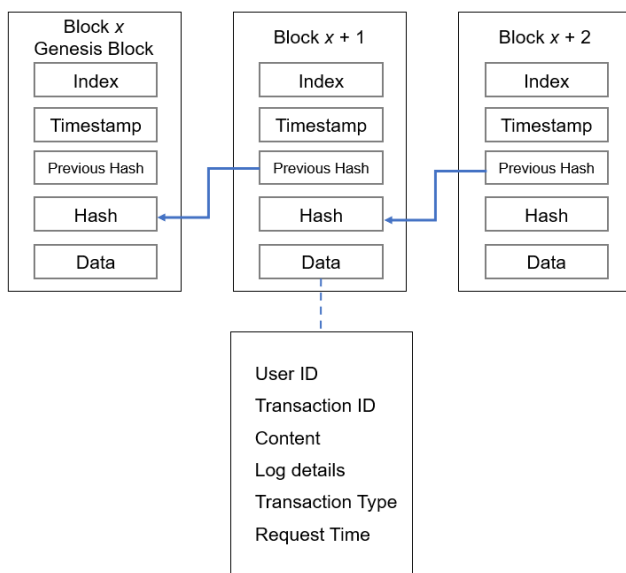 Block x
Genesis Block
Index
Timestamp
Previous Hash
Hash
Data
Block x + 1
Index
Timestamp
Previous Hash
Hash
Data
Block x + 2
Index
Timestamp
Previous Hash
Hash
Data
User ID
Transaction ID
Content
Log details
Transaction Type
Request Time